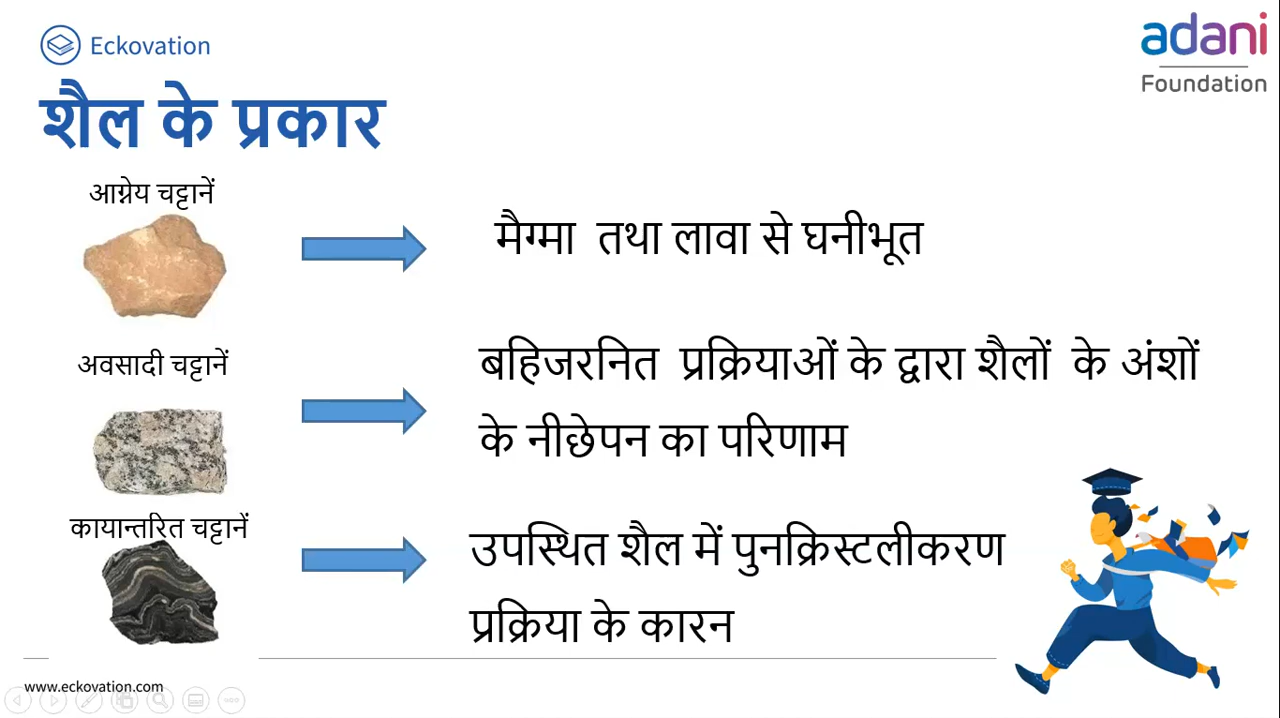 Eckovation
adani
Foundation
शैल के प्रकार
आग्नेय चट्टानें
मैग्मा तथा लावा से घनीभूत
अवसादी चट्टानें
बहिजरनित प्रक्रियाओं के द्वारा शैलों के अंशों
के नीछेपन का परिणाम
कायान्तरित चट्टानें
उपस्थित शैल में पुनक्रिस्टलीकरण
प्रक्रिया के कारन
www.eckovation.com